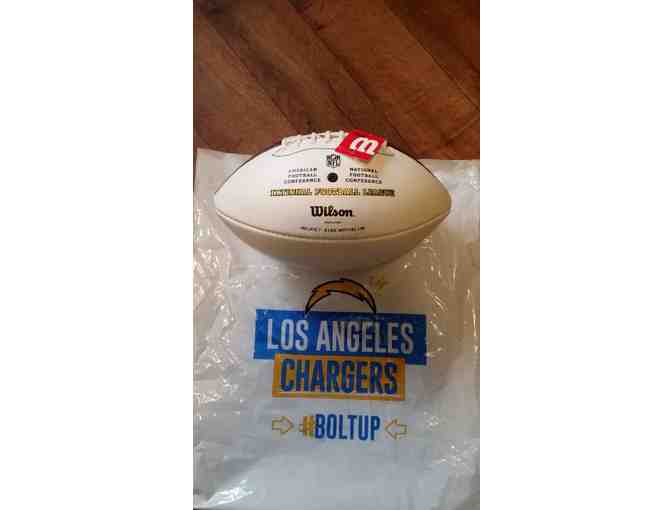 W
NFL
AMERICAN FOOTBALL CONFERENCE
NATIONAL FOOTBALL CONFERENCE
NATIONAL FOOTBALL LEAGUE
Wilson
LOS ANGELES
CHARGERS
#BOLTUP